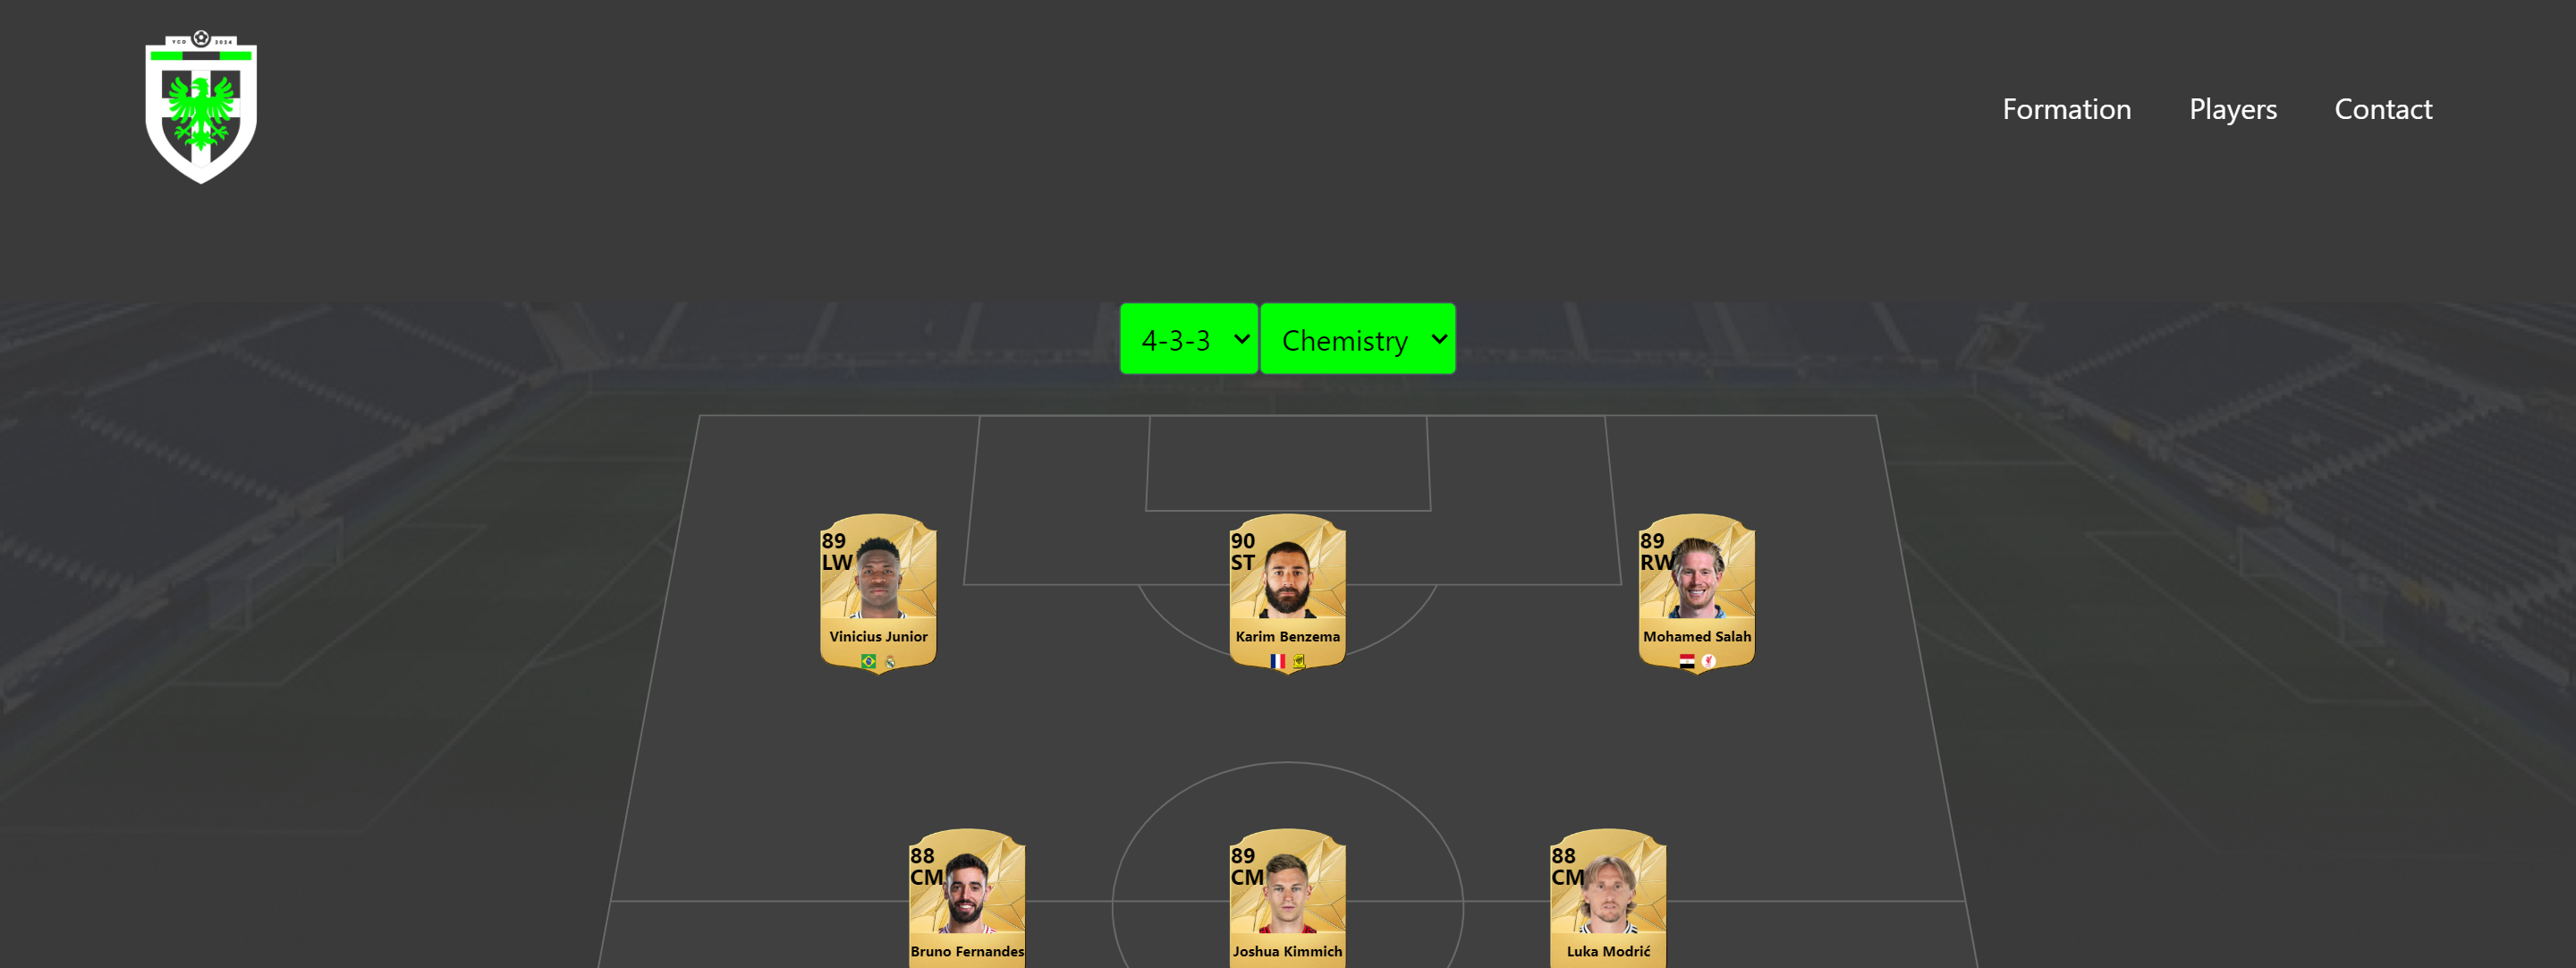 VCD 2024
Formation
Players
Contact
4-3-3
Chemistry
89
LW
Vinicius Junior
90
ST
Karim Benzema
89
RW
Mohamed Salah
88
CM
Bruno Fernandes
89
CM
Joshua Kimmich
88
CM
Luka Modrić